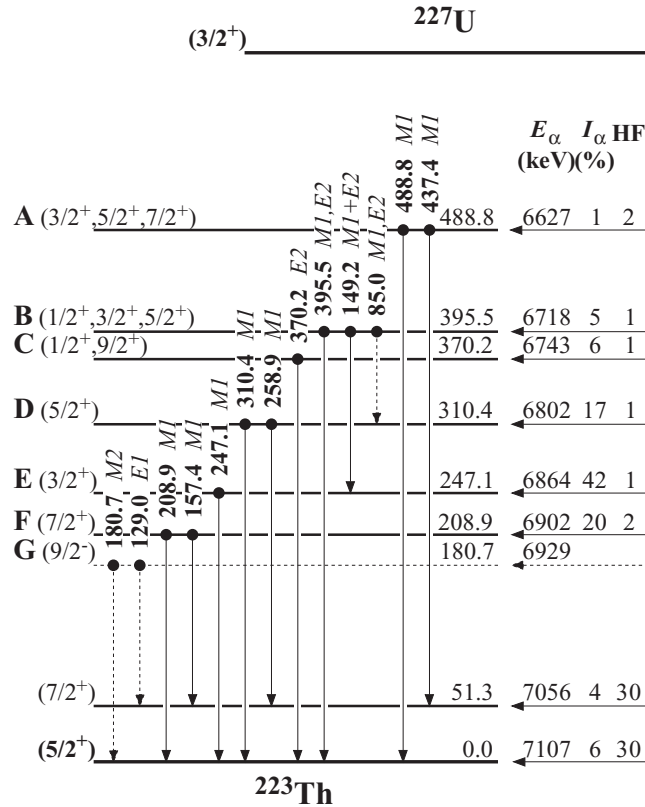 ²²⁷U
(3/2⁺)
E_α I_α HF
(keV) (%)
488.8 M1
437.4 M1
A (3/2⁺,5/2⁺,7/2⁺) 488.8 6627 1 2
395.5 M1,E2
149.2 M1+E2
85.0 M1,E2
370.2 E2
B (1/2⁺,3/2⁺,5/2⁺) 395.5 6718 5 1
C (1/2⁺,9/2⁺) 370.2 6743 6 1
310.4 M1
258.9 M1
D (5/2⁺) 310.4 6802 17 1
247.1 M1
E (3/2⁺) 247.1 6864 42 1
208.9 M1
157.4 M1
F (7/2⁺) 208.9 6902 20 2
180.7 M2
129.0 E1
G (9/2⁻) 180.7 6929
(7/2⁺) 51.3 7056 4 30
(5/2⁺) 0.0 7107 6 30
²²³Th